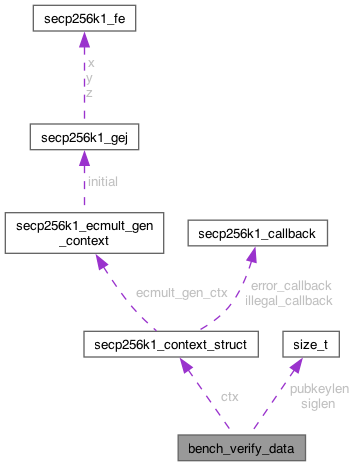 secp256k1_fe
x
y
z
secp256k1_gej
initial
secp256k1_ecmult_gen
_context
secp256k1_callback
ecmult_gen_ctx
error_callback
illegal_callback
secp256k1_context_struct
size_t
ctx
pubkeylen
siglen
bench_verify_data